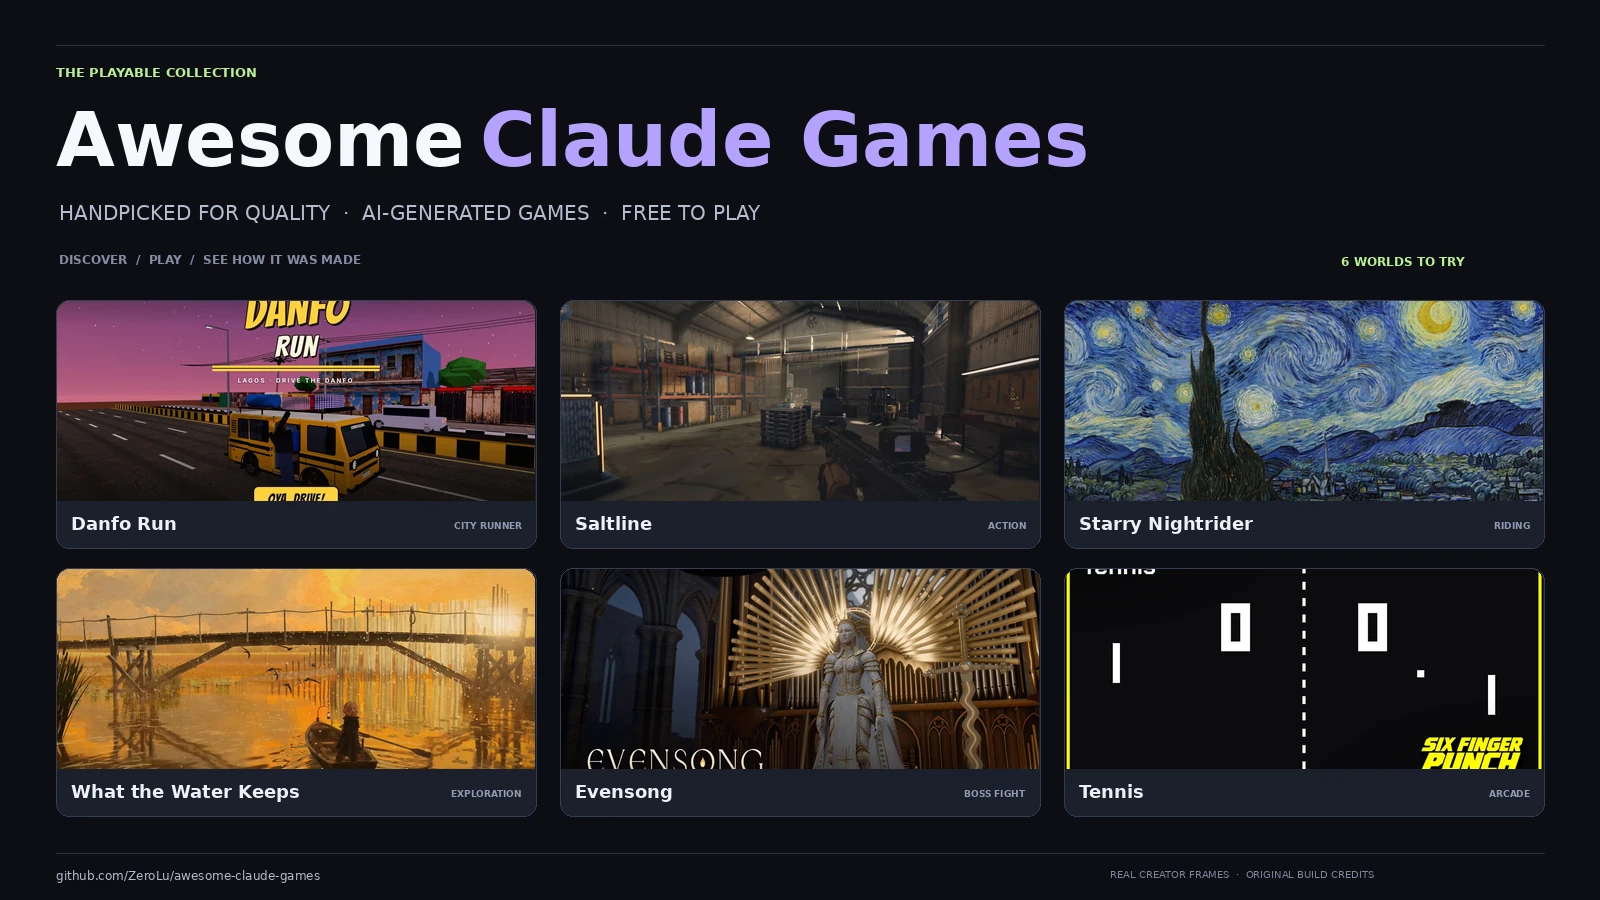 THE PLAYABLE COLLECTION
Awesome Claude Games
HANDPICKED FOR QUALITY · AI-GENERATED GAMES · FREE TO PLAY
DISCOVER / PLAY / SEE HOW IT WAS MADE
6 WORLDS TO TRY
DANFO
RUN
LAGOS · DRIVE THE DANFO
OYA, DRIVE!
Danfo Run
CITY RUNNER
Saltline
ACTION
Starry Nightrider
RIDING
What the Water Keeps
EXPLORATION
EVENSONG
Evensong
BOSS FIGHT
Tennis
0 0
SIX FINGER
PUNCH
Tennis
ARCADE
github.com/ZeroLu/awesome-claude-games
REAL CREATOR FRAMES · ORIGINAL BUILD CREDITS